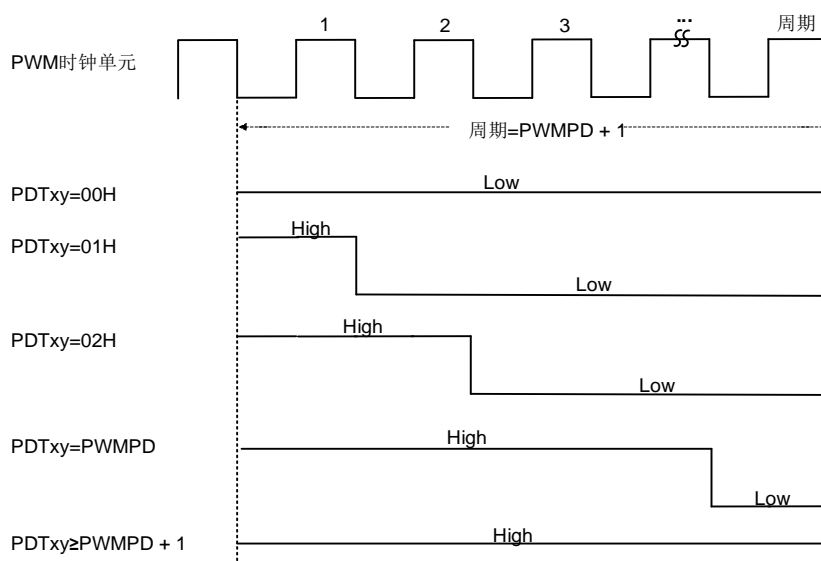 1 2 3 ... 周期
PWM时钟单元
周期=PWMPD + 1
PDTxy=00H Low
PDTxy=01H High Low
PDTxy=02H High Low
PDTxy=PWMPD High Low
PDTxy≥PWMPD + 1 High